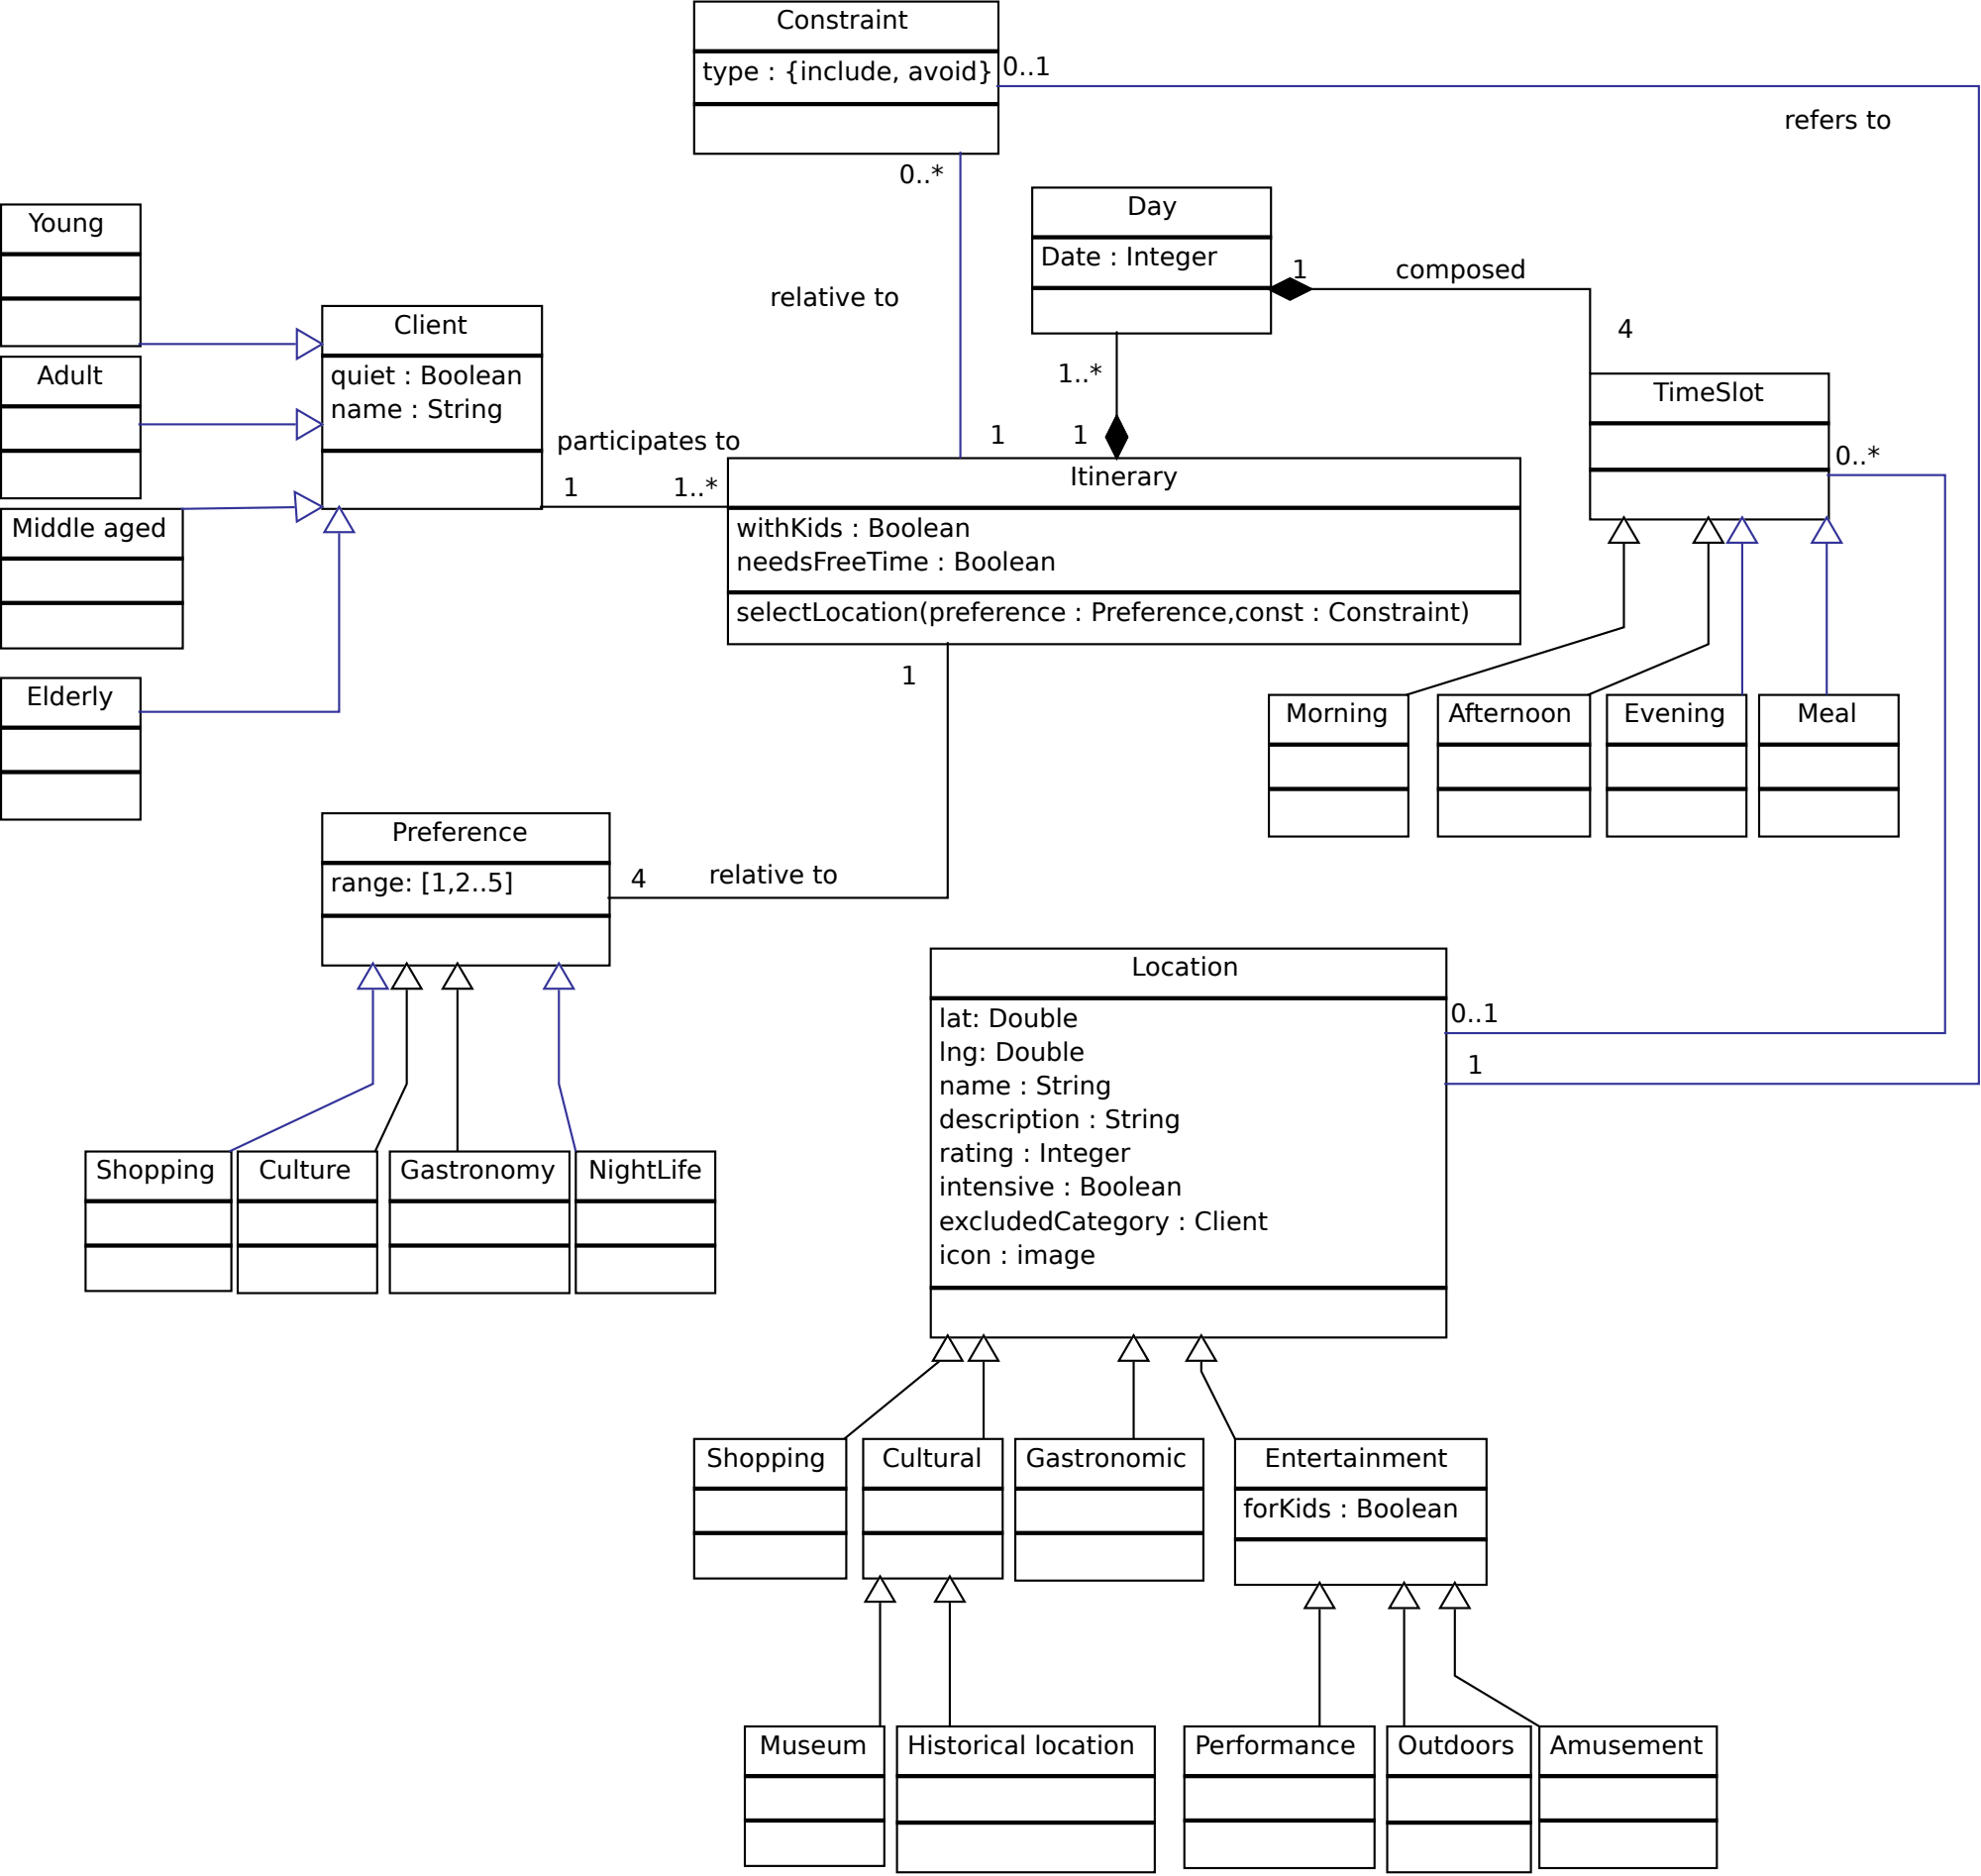 Constraint
type : {include, avoid}
0..1
refers to
0..*
relative to
1
Day
Date : Integer
1
composed
4
1..*
1
Young
Adult
Middle aged
Elderly
Client
quiet : Boolean
name : String
participates to
1
1..*
Itinerary
withKids : Boolean
needsFreeTime : Boolean
selectLocation(preference : Preference,const : Constraint)
1
TimeSlot
0..*
Morning
Afternoon
Evening
Meal
Preference
range: [1,2..5]
4
relative to
Shopping
Culture
Gastronomy
NightLife
Location
lat: Double
lng: Double
name : String
description : String
rating : Integer
intensive : Boolean
excludedCategory : Client
icon : image
0..1
1
Shopping
Cultural
Gastronomic
Entertainment
forKids : Boolean
Museum
Historical location
Performance
Outdoors
Amusement